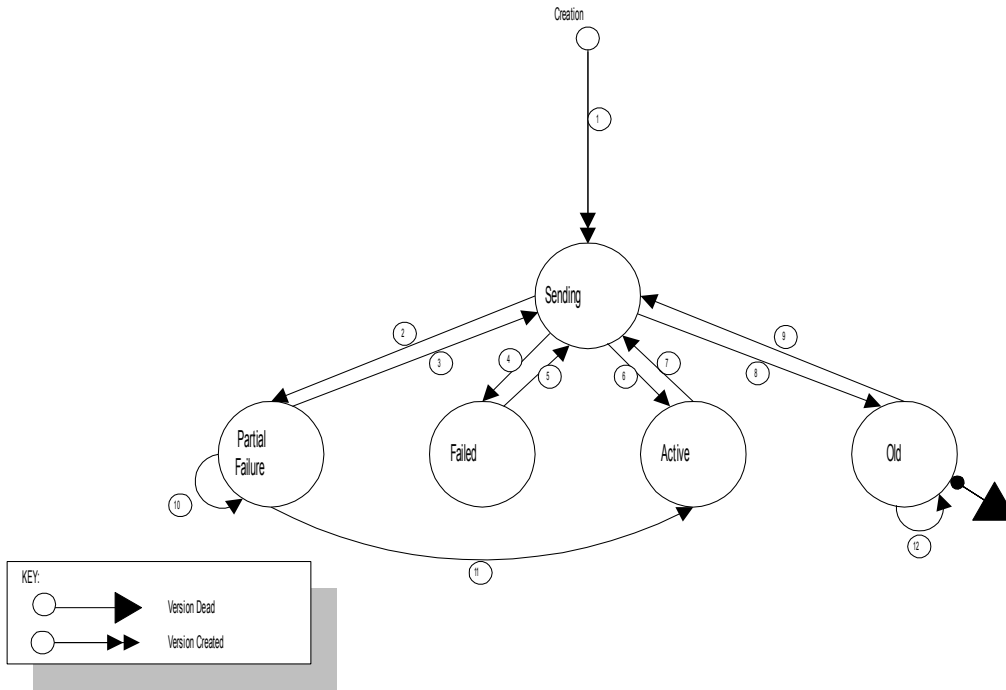 Creation
1
Sending
2
3
4
5
6
7
8
9
Partial
Failure
Failed
Active
Old
10
11
12
KEY:
Version Dead
Version Created